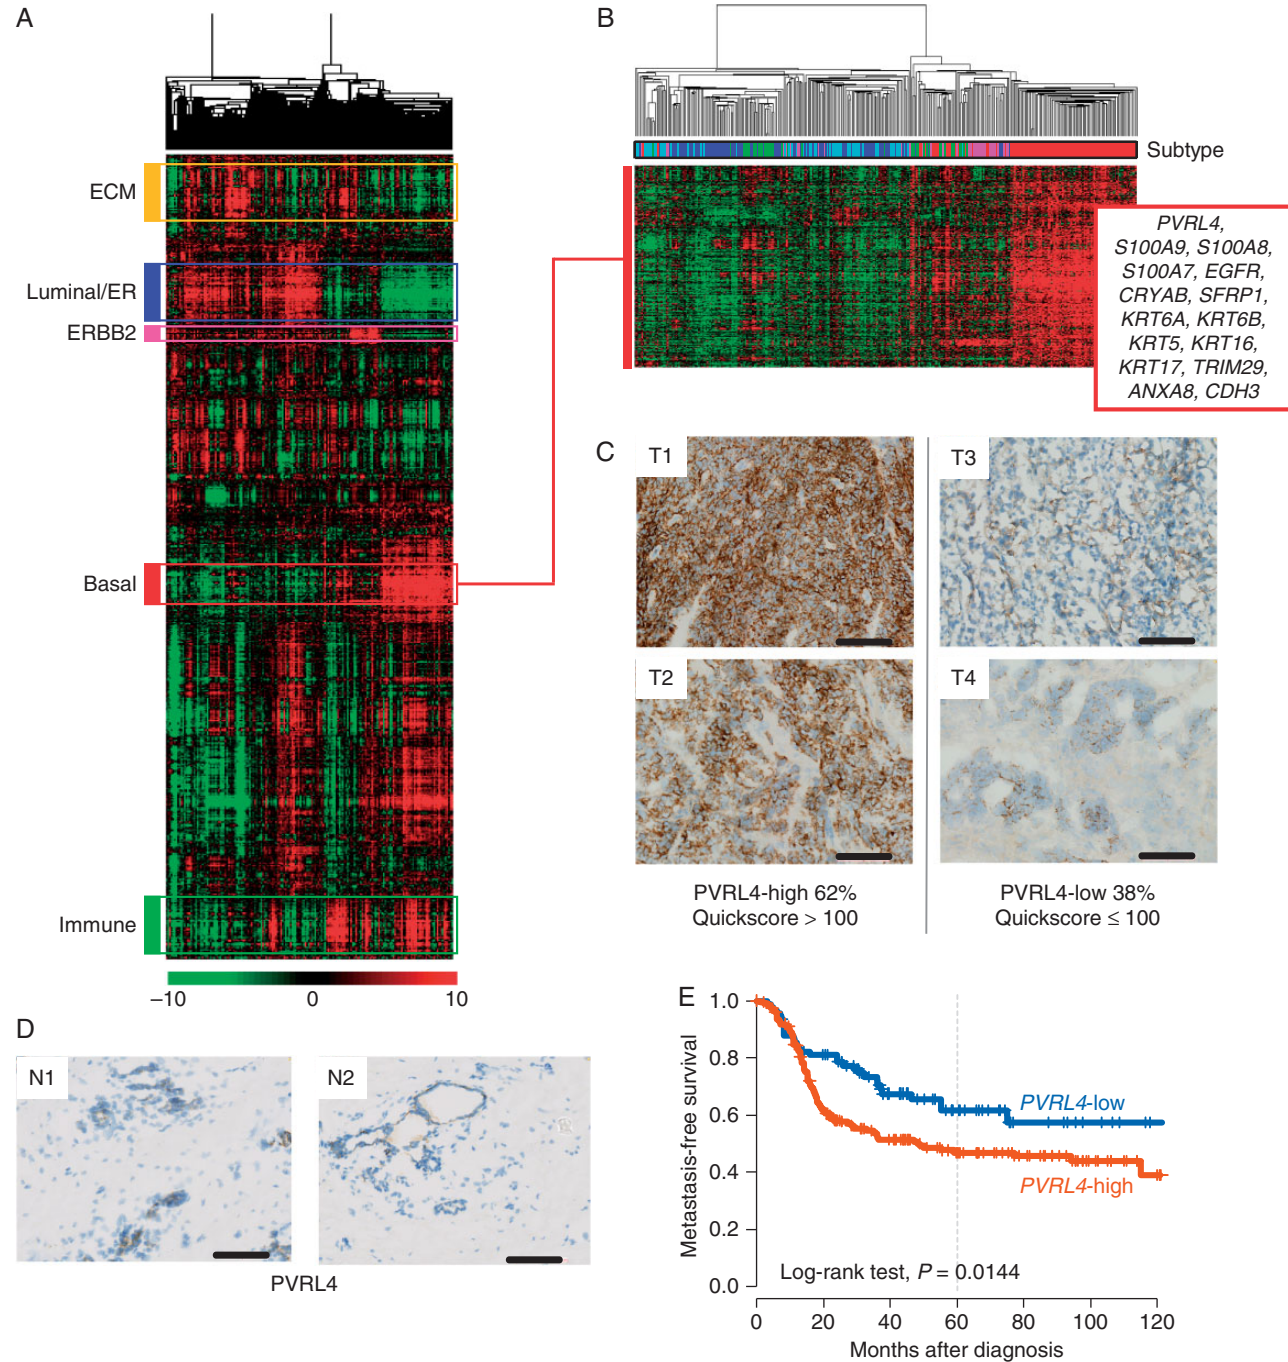 A
ECM
Luminal/ER
ERBB2
Basal
Immune
–10
0
10
B
Subtype
PVRL4,
S100A9, S100A8,
S100A7, EGFR,
CRYAB, SFRP1,
KRT6A, KRT6B,
KRT5, KRT16,
KRT17, TRIM29,
ANXA8, CDH3
C
T1
T3
T2
T4
PVRL4-high 62%
Quickscore > 100
PVRL4-low 38%
Quickscore ≤ 100
D
N1
N2
PVRL4
E
Metastasis-free survival
1.0
0.8
0.6
0.4
0.2
0.0
PVRL4-low
PVRL4-high
Log-rank test, P = 0.0144
0
20
40
60
80
100
120
Months after diagnosis